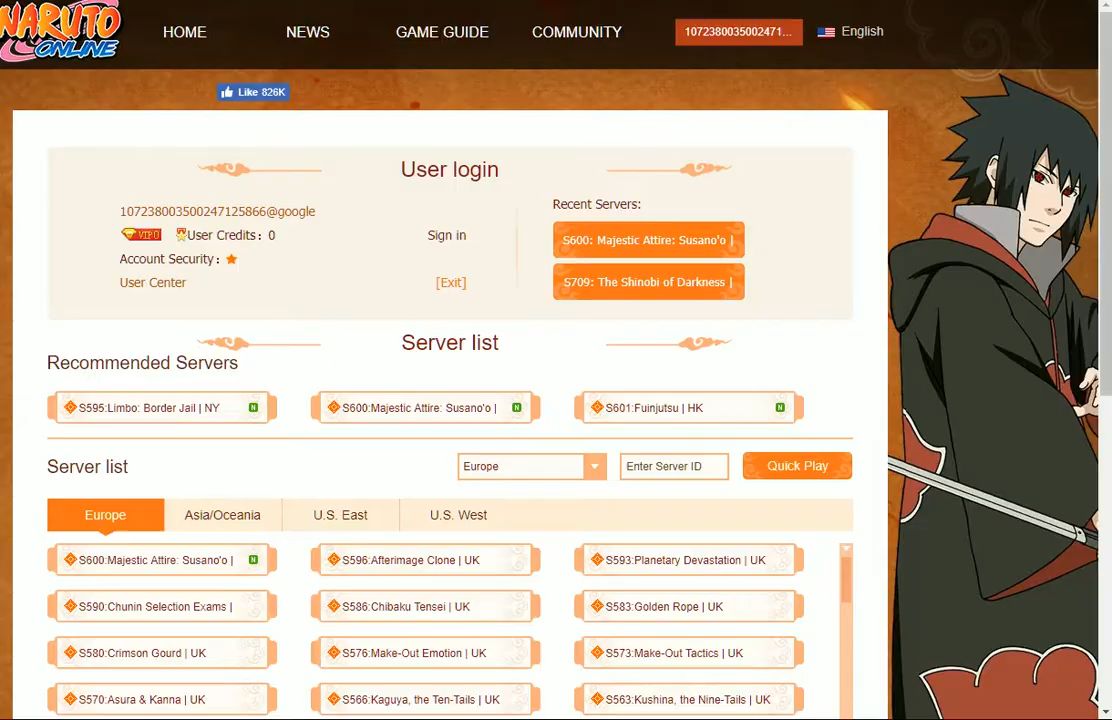 NARUTO
ONLINE
HOME
NEWS
GAME GUIDE
COMMUNITY
1072380035002471...
English
Like 826K
User login
107238003500247125866@google
VIP0
User Credits: 0
Sign in
Account Security:
User Center
[Exit]
Recent Servers:
S600: Majestic Attire: Susano'o |
S709: The Shinobi of Darkness |
Server list
Recommended Servers
S595:Limbo: Border Jail | NY
N
S600:Majestic Attire: Susano'o |
N
S601:Fuinjutsu | HK
N
Server list
Europe
Enter Server ID
Quick Play
Europe
Asia/Oceania
U.S. East
U.S. West
S600:Majestic Attire: Susano'o |
N
S596:Afterimage Clone | UK
S593:Planetary Devastation | UK
S590:Chunin Selection Exams |
S586:Chibaku Tensei | UK
S583:Golden Rope | UK
S580:Crimson Gourd | UK
S576:Make-Out Emotion | UK
S573:Make-Out Tactics | UK
S570:Asura & Kanna | UK
S566:Kaguya, the Ten-Tails | UK
S563:Kushina, the Nine-Tails | UK